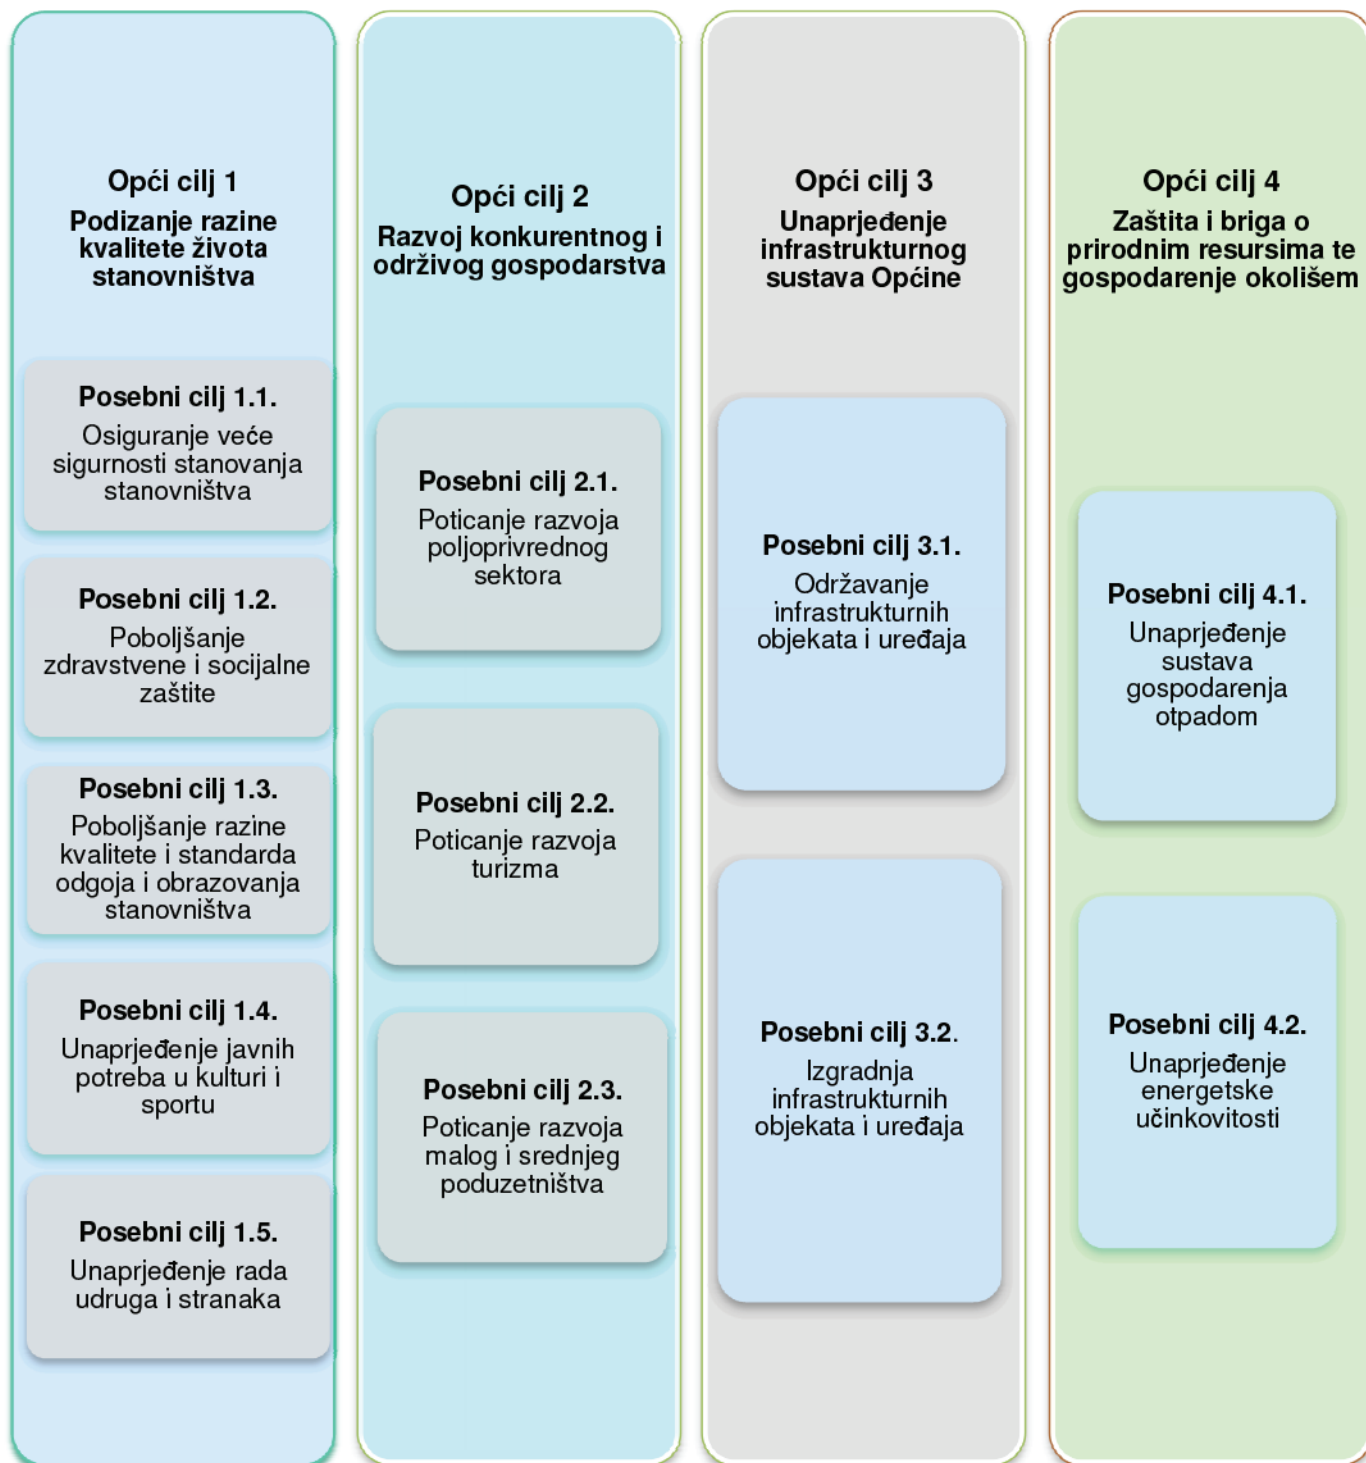 Opći cilj 1
Podizanje razine
kvalitete života
stanovništva
Posebni cilj 1.1.
Osiguranje veće
sigurnosti stanovanja
stanovništva
Posebni cilj 1.2.
Poboljšanje
zdravstvene i socijalne
zaštite
Posebni cilj 1.3.
Poboljšanje razine
kvalitete i standarda
odgoja i obrazovanja
stanovništva
Posebni cilj 1.4.
Unaprjeđenje javnih
potreba u kulturi i
sportu
Posebni cilj 1.5.
Unaprjeđenje rada
udruga i stranaka
Opći cilj 2
Razvoj konkurentnog i
održivog gospodarstva
Posebni cilj 2.1.
Poticanje razvoja
poljoprivrednog
sektora
Posebni cilj 2.2.
Poticanje razvoja
turizma
Posebni cilj 2.3.
Poticanje razvoja
malog i srednjeg
poduzetništva
Opći cilj 3
Unaprjeđenje
infrastrukturnog
sustava Općine
Posebni cilj 3.1.
Održavanje
infrastrukturnih
objekata i uređaja
Posebni cilj 3.2.
Izgradnja
infrastrukturnih
objekata i uređaja
Opći cilj 4
Zaštita i briga o
prirodnim resursima te
gospodarenje okolišem
Posebni cilj 4.1.
Unaprjeđenje
sustava
gospodarenja
otpadom
Posebni cilj 4.2.
Unaprjeđenje
energetske
učinkovitosti